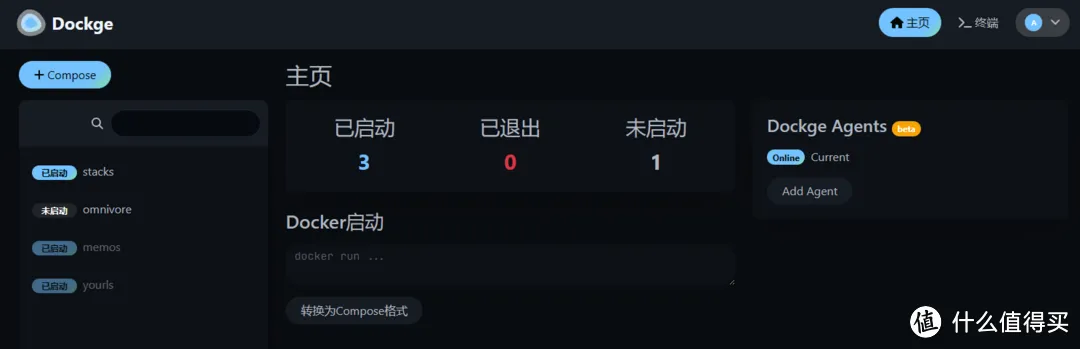 Dockge
主页
终端
A
Compose
主页
已启动
已退出
未启动
3
0
1
Dockge Agents beta
Online Current
Add Agent
已启动 stacks
未启动 omnivore
已启动 memos
已启动 yourls
Docker启动
docker run ...
转换为Compose格式
值 什么值得买